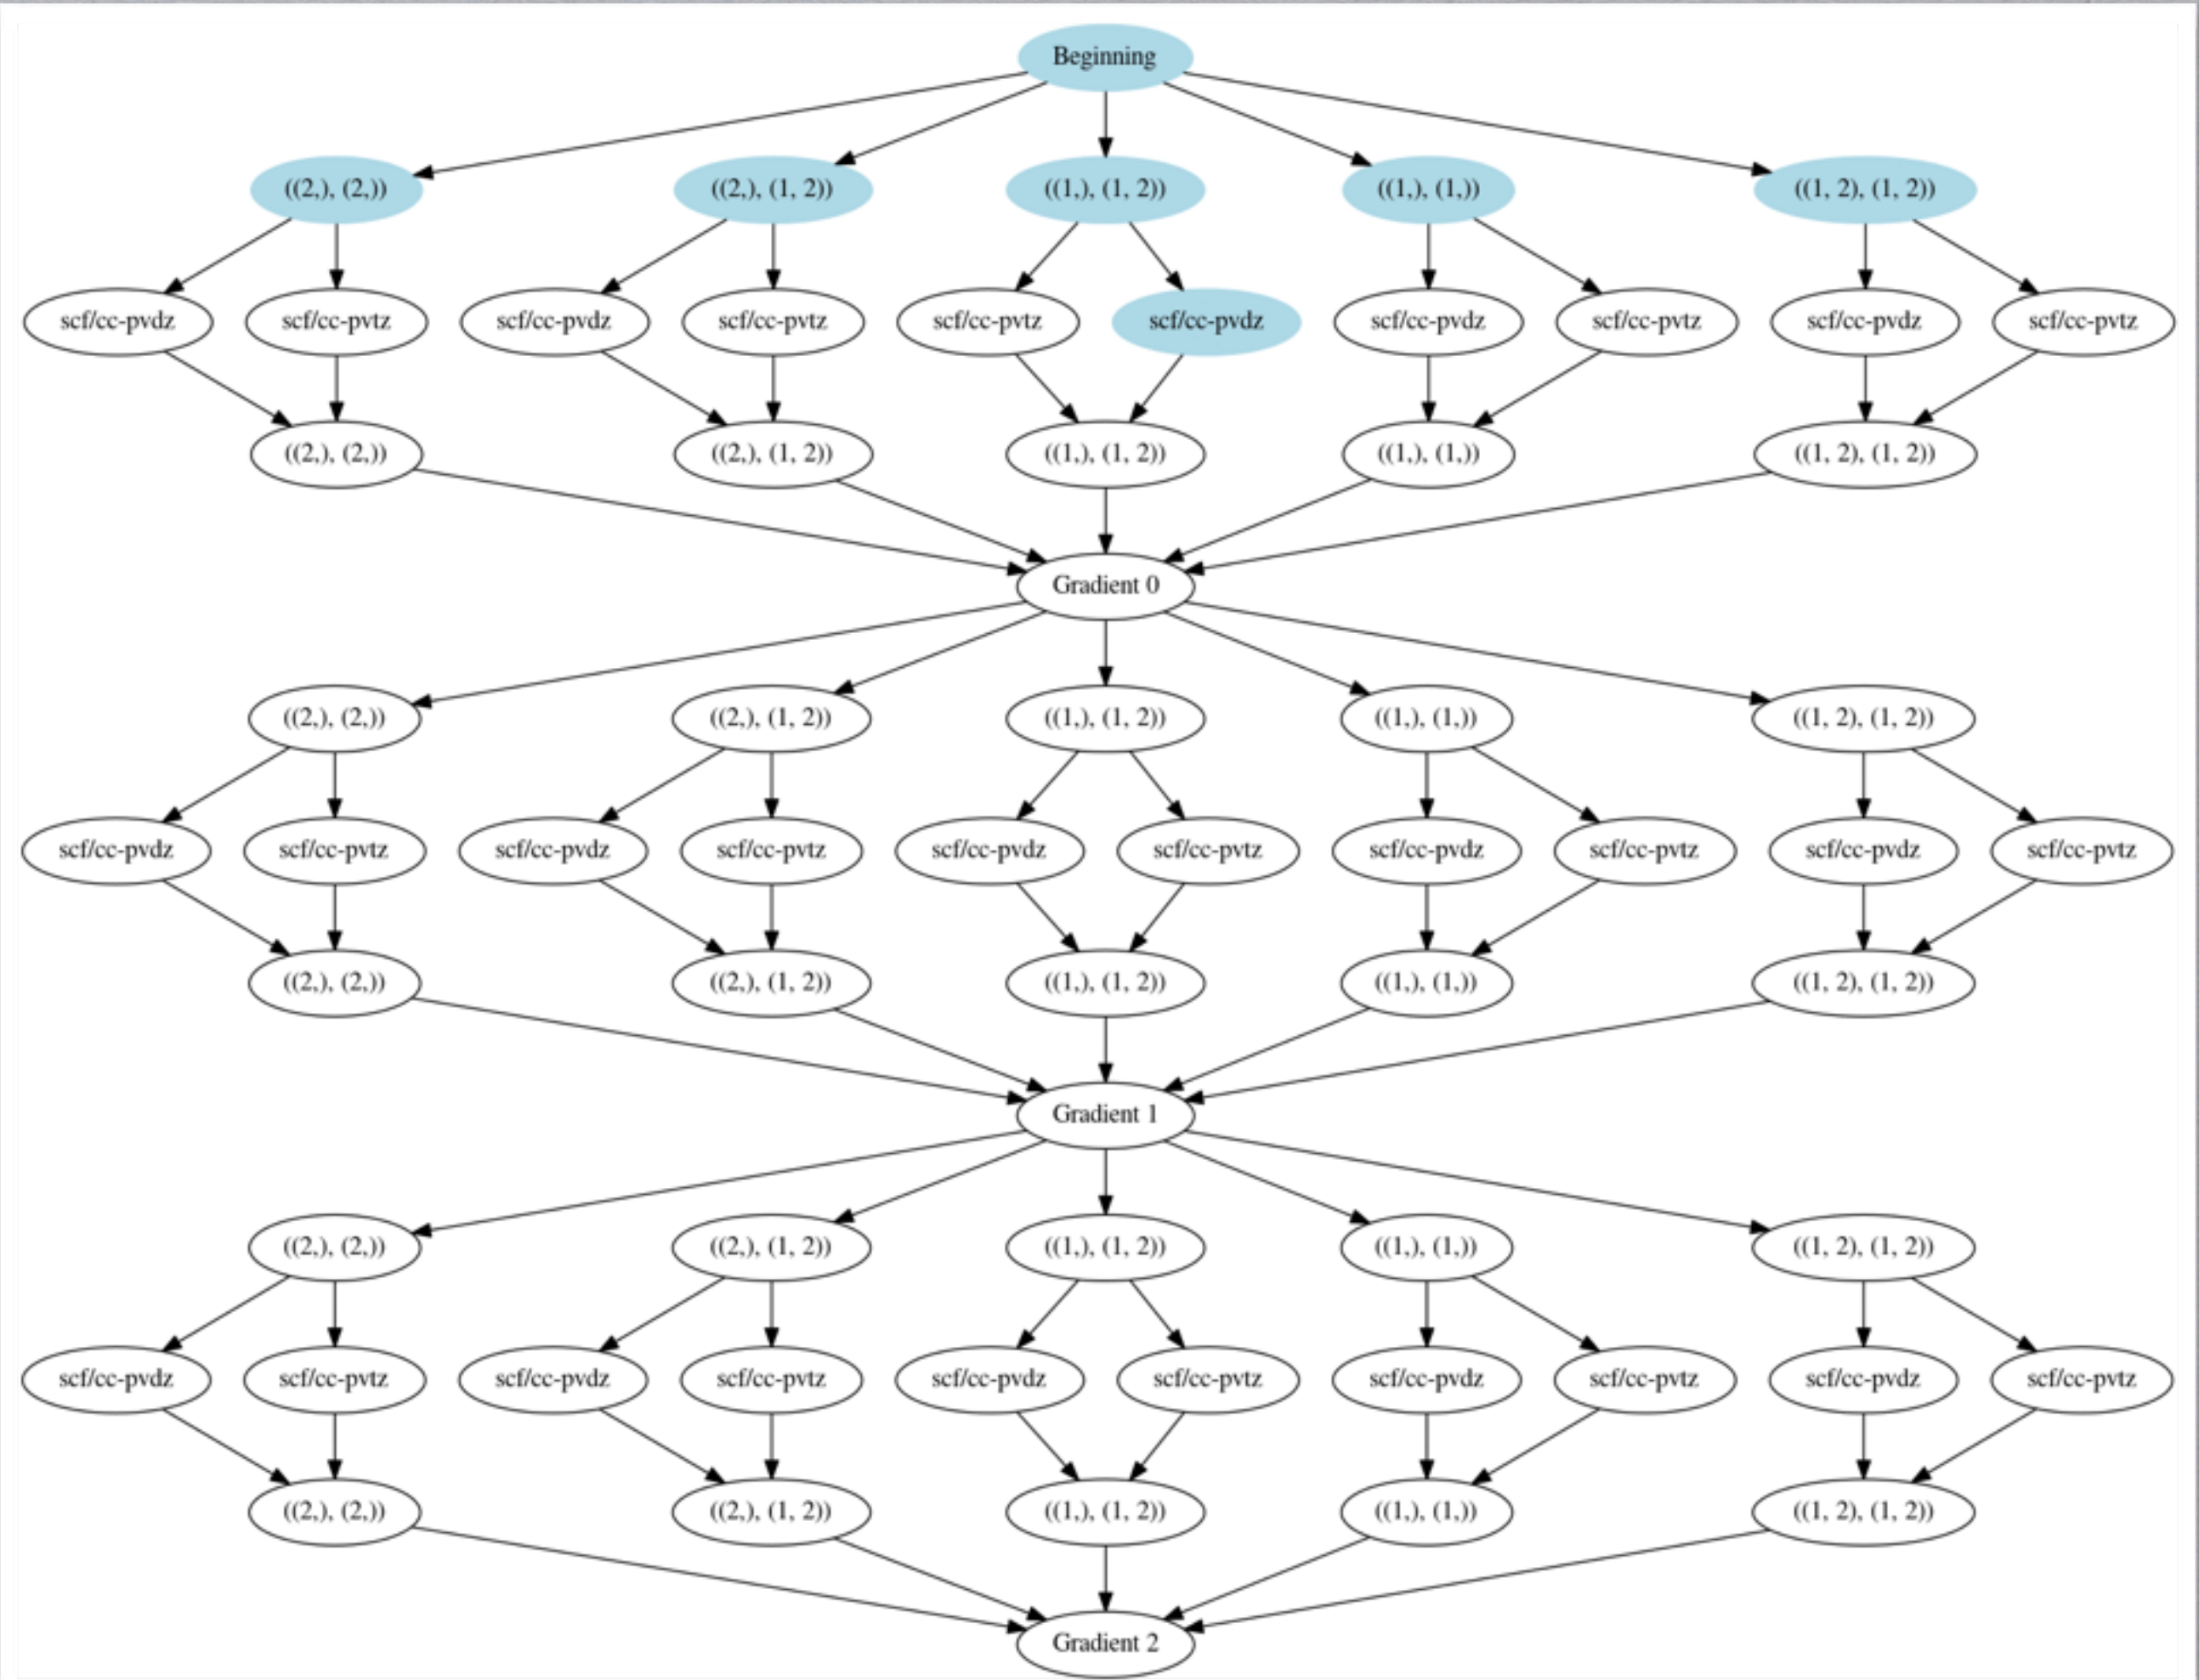 Beginning
((2,), (2,)) ((2,), (1, 2)) ((1,), (1, 2)) ((1,), (1,)) ((1, 2), (1, 2))
scf/cc-pvdz scf/cc-pvtz scf/cc-pvdz scf/cc-pvtz scf/cc-pvtz scf/cc-pvdz scf/cc-pvdz scf/cc-pvtz scf/cc-pvdz scf/cc-pvtz
((2,), (2,)) ((2,), (1, 2)) ((1,), (1, 2)) ((1,), (1,)) ((1, 2), (1, 2))
Gradient 0
((2,), (2,)) ((2,), (1, 2)) ((1,), (1, 2)) ((1,), (1,)) ((1, 2), (1, 2))
scf/cc-pvdz scf/cc-pvtz scf/cc-pvdz scf/cc-pvtz scf/cc-pvdz scf/cc-pvtz scf/cc-pvdz scf/cc-pvtz scf/cc-pvdz scf/cc-pvtz
((2,), (2,)) ((2,), (1, 2)) ((1,), (1, 2)) ((1,), (1,)) ((1, 2), (1, 2))
Gradient 1
((2,), (2,)) ((2,), (1, 2)) ((1,), (1, 2)) ((1,), (1,)) ((1, 2), (1, 2))
scf/cc-pvdz scf/cc-pvtz scf/cc-pvdz scf/cc-pvtz scf/cc-pvdz scf/cc-pvtz scf/cc-pvdz scf/cc-pvtz scf/cc-pvdz scf/cc-pvtz
((2,), (2,)) ((2,), (1, 2)) ((1,), (1, 2)) ((1,), (1,)) ((1, 2), (1, 2))
Gradient 2